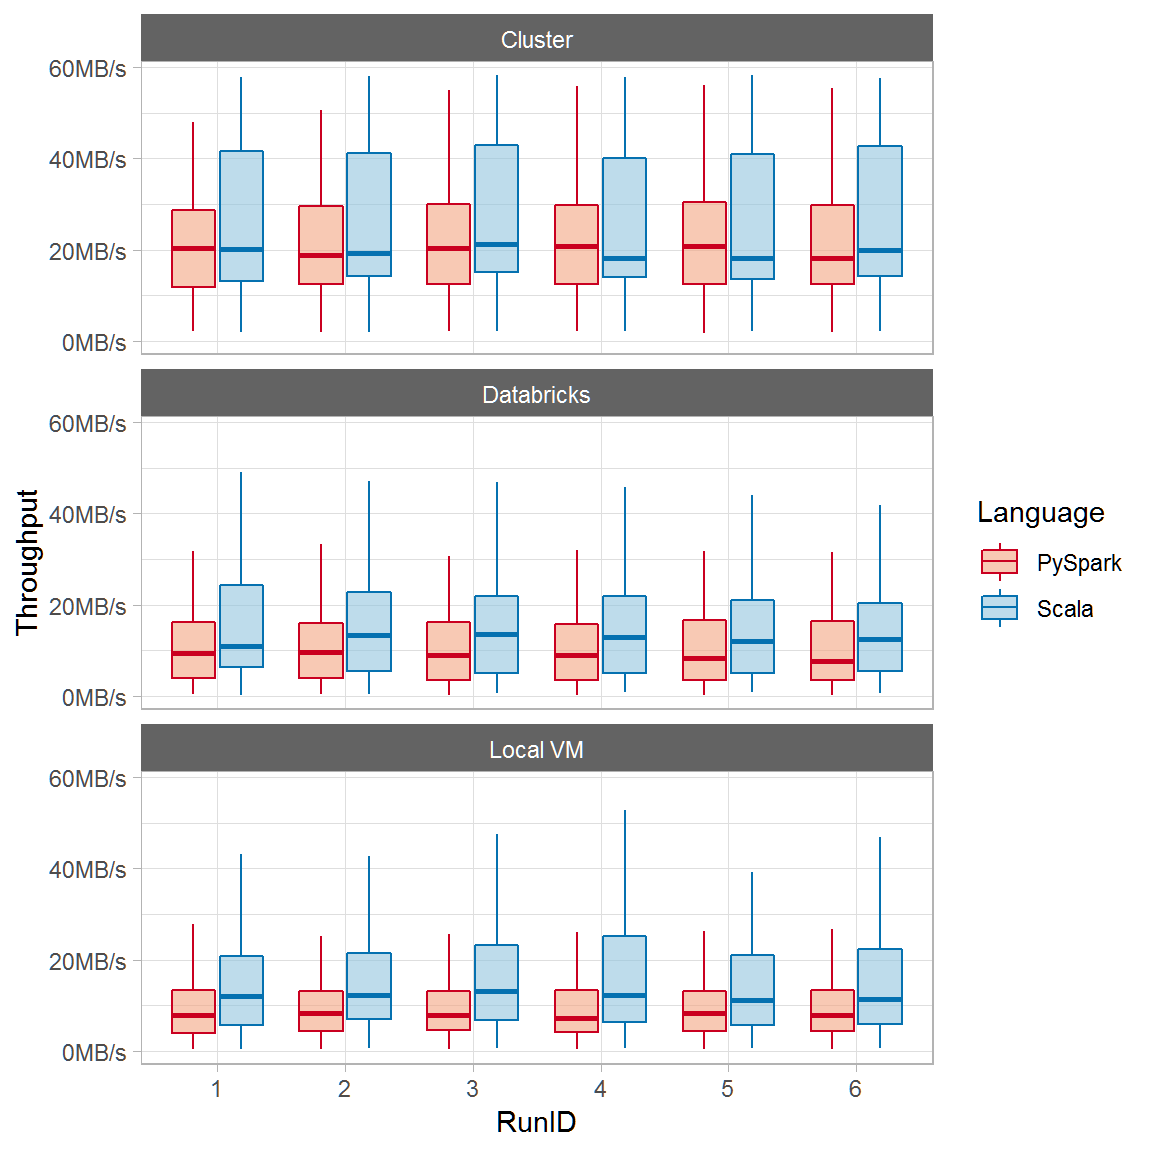 Cluster
60MB/s
40MB/s
20MB/s
0MB/s
Databricks
60MB/s
40MB/s
20MB/s
0MB/s
Local VM
60MB/s
40MB/s
20MB/s
0MB/s
1 2 3 4 5 6
RunID
Throughput
Language
PySpark
Scala